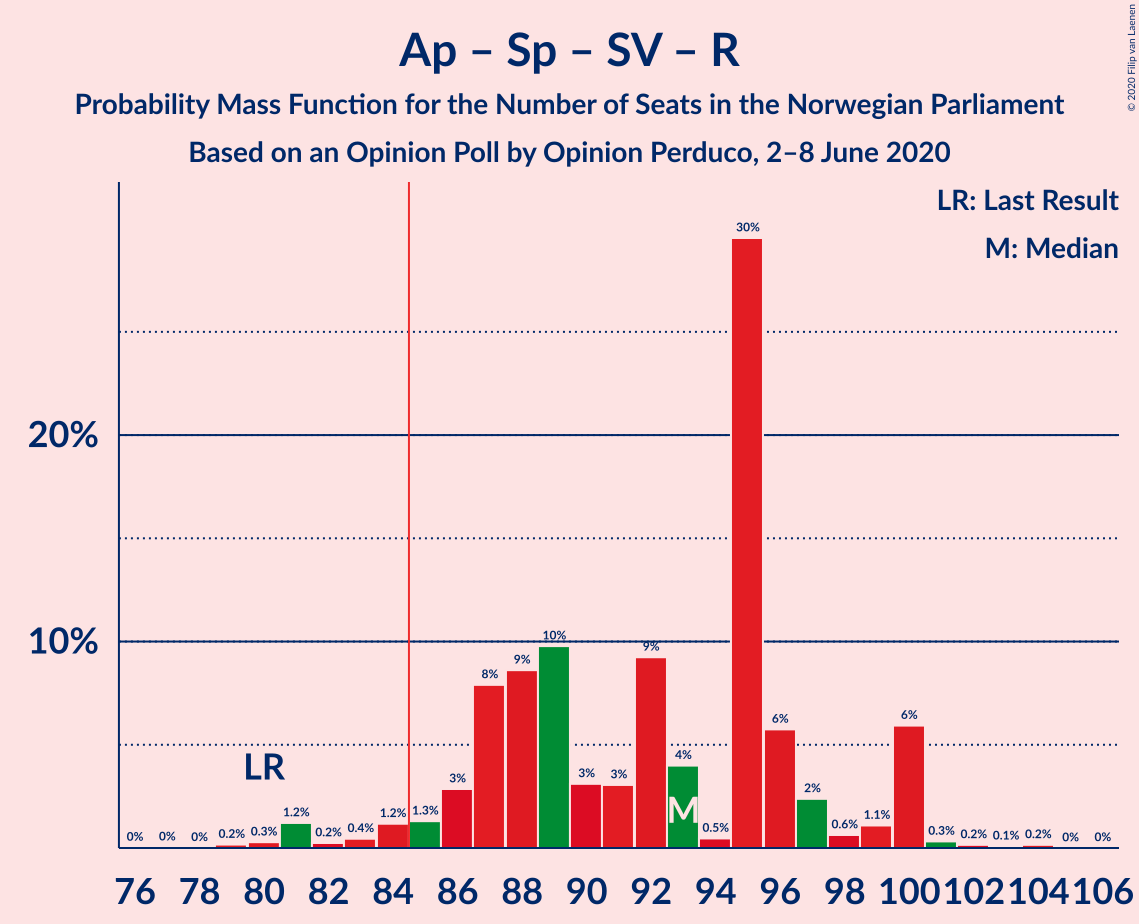 Ap – Sp – SV – R
Probability Mass Function for the Number of Seats in the Norwegian Parliament
Based on an Opinion Poll by Opinion Perduco, 2–8 June 2020
© 2020 Filip van Laenen
LR: Last Result
M: Median
20%
10%
LR
M
0% 0% 0% 0.2% 0.3% 1.2% 0.2% 0.4% 1.2% 1.3% 3% 8% 9% 10% 3% 3% 9% 4% 0.5% 30% 6% 2% 0.6% 1.1% 6% 0.3% 0.2% 0.1% 0.2% 0% 0%
76 78 80 82 84 86 88 90 92 94 96 98 100 102 104 106